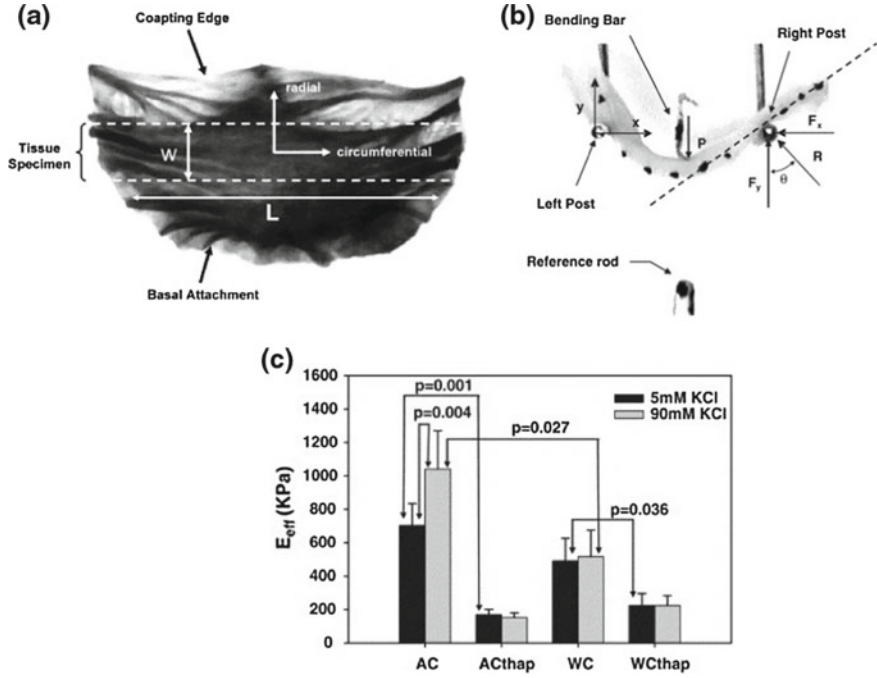 (a)
Coapting Edge
radial
Tissue
Specimen
W
circumferential
L
Basal Attachment
(b)
Bending Bar
Right Post
y
x
P
Fx
R
Fy
θ
Left Post
Reference rod
(c)
1600
1400
1200
1000
800
600
400
200
0
Eeff (KPa)
p=0.001
p=0.004
p=0.027
p=0.036
5mM KCl
90mM KCl
AC
ACthap
WC
WCthap